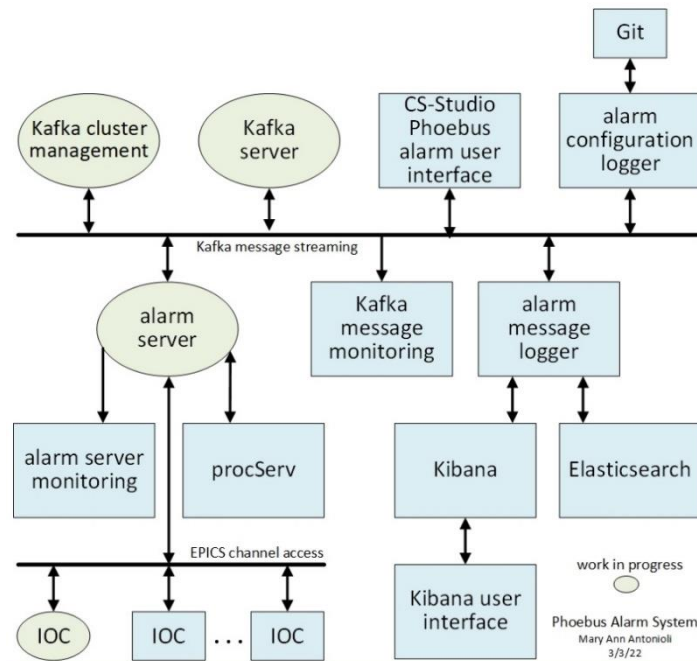 Git
Kafka cluster
management
Kafka
server
CS-Studio
Phoebus
alarm user
interface
alarm
configuration
logger
Kafka message streaming
alarm
server
Kafka
message
monitoring
alarm
message
logger
alarm server
monitoring
procServ
Kibana
Elasticsearch
EPICS channel access
IOC
IOC
...
IOC
Kibana user
interface
work in progress
Phoebus Alarm System
Mary Ann Antonioli
3/3/22